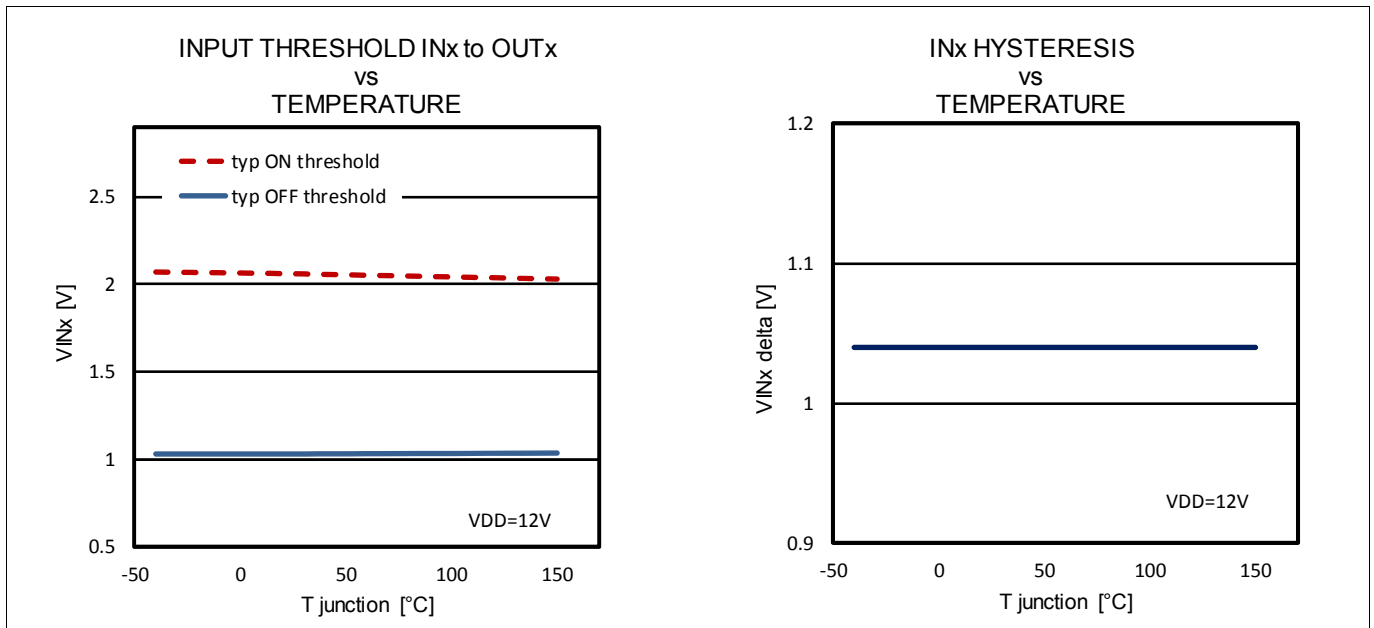 INPUT THRESHOLD INx to OUTx
vs
TEMPERATURE
typ ON threshold
typ OFF threshold
2.5
2
1.5
1
0.5
VINx [V]
VDD=12V
-50
0
50
100
150
T junction [°C]
INx HYSTERESIS
vs
TEMPERATURE
1.2
1.1
1
0.9
VINx delta [V]
VDD=12V
-50
0
50
100
150
T junction [°C]